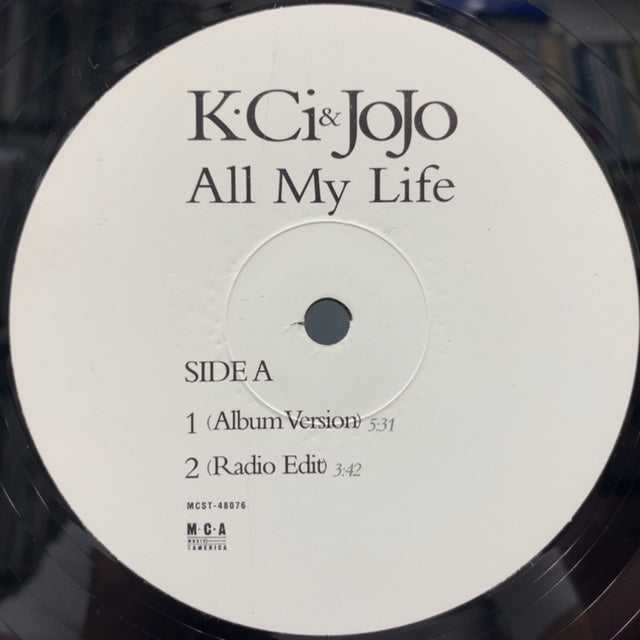 K·Ci & JoJo
All My Life
SIDE A
1 (Album Version) 5:31
2 (Radio Edit) 3:42
MCST-48076
M·C·A
MUSIC
AMERICA